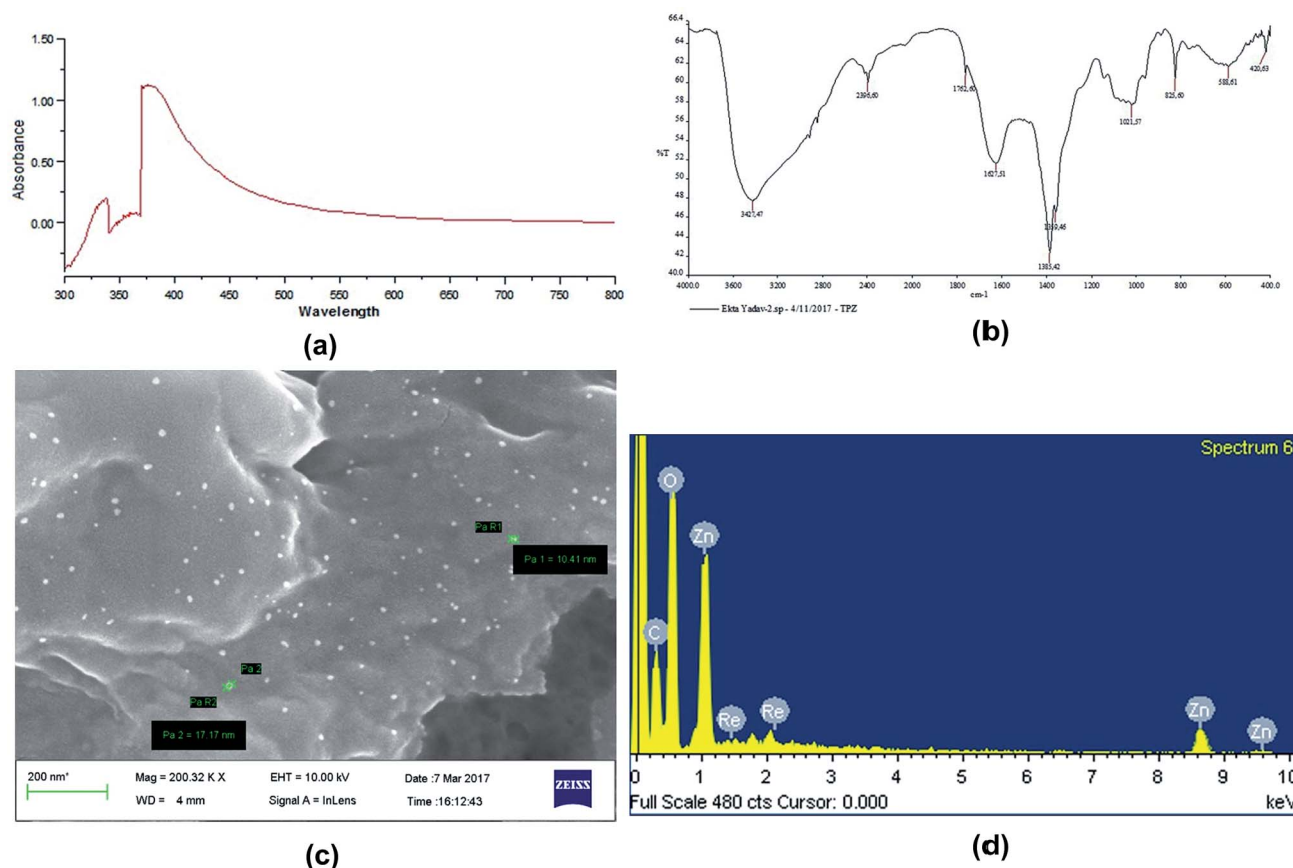 1.50
1.00
0.50
0.00
Absorbance
300 350 400 450 500 550 600 650 700 750 800
Wavelength
(a)
66.4
64
62
60
58
56
54
52
50
48
46
44
42
40.0
%T
3427,47
2396,60
1762,60
1627,51
1385,42
1021,57
825,60
588,61
420,63
4000.0 3600 3200 2800 2400 2000 1800 1600 1400 1200 1000 800 600 400.0
cm-1
Ekta Yadav-2.sp - 4/11/2017 - TPZ
(b)
Pa R1
Pa 1 = 10.41 nm
Pa 2
Pa R2
Pa 2 = 17.17 nm
200 nm*
Mag = 200.32 K X EHT = 10.00 kV Date :7 Mar 2017
WD = 4 mm Signal A = InLens Time :16:12:43
ZEISS
(c)
Spectrum 6
O
Zn
C
Re
Re
Zn
Zn
0 1 2 3 4 5 6 7 8 9 10
Full Scale 480 cts Cursor: 0.000
keV
(d)